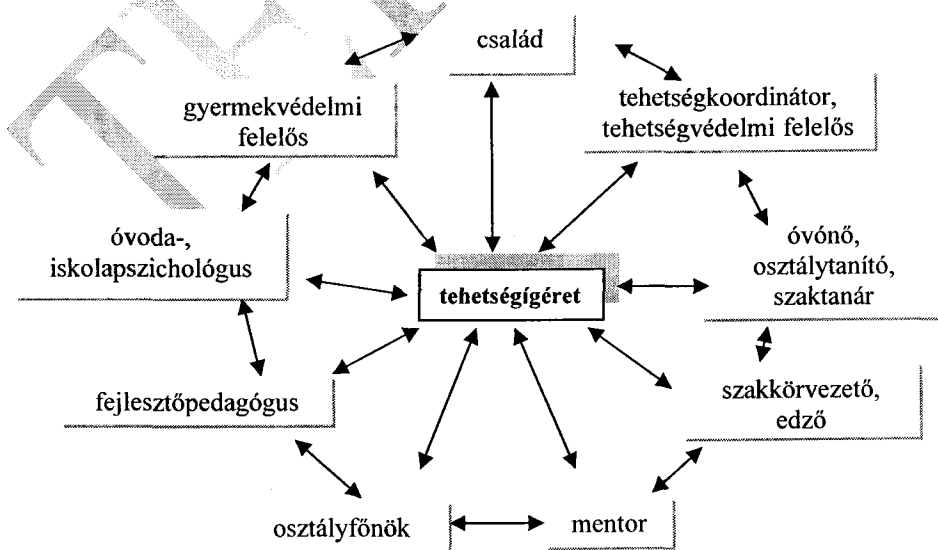 család
gyermekvédelmi
felelős
tehetségkoordinátor,
tehetségvédelmi felelős
óvoda-,
iskolapszichológus
óvónő,
osztálytanító,
szaktanár
tehetségígéret
fejlesztőpedagógus
szakkörvezető,
edző
osztályfőnök
mentor